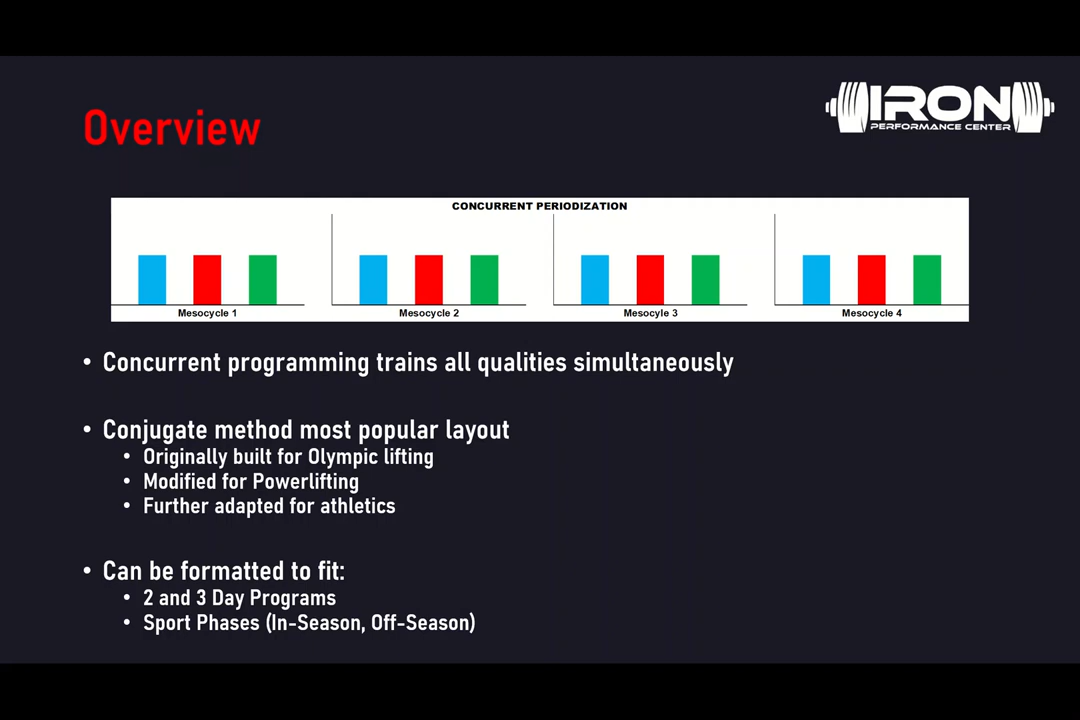 IRON
PERFORMANCE CENTER
Overview
CONCURRENT PERIODIZATION
Mesocycle 1
Mesocycle 2
Mesocyle 3
Mesocycle 4
• Concurrent programming trains all qualities simultaneously
• Conjugate method most popular layout
• Originally built for Olympic lifting
• Modified for Powerlifting
• Further adapted for athletics
• Can be formatted to fit:
• 2 and 3 Day Programs
• Sport Phases (In-Season, Off-Season)